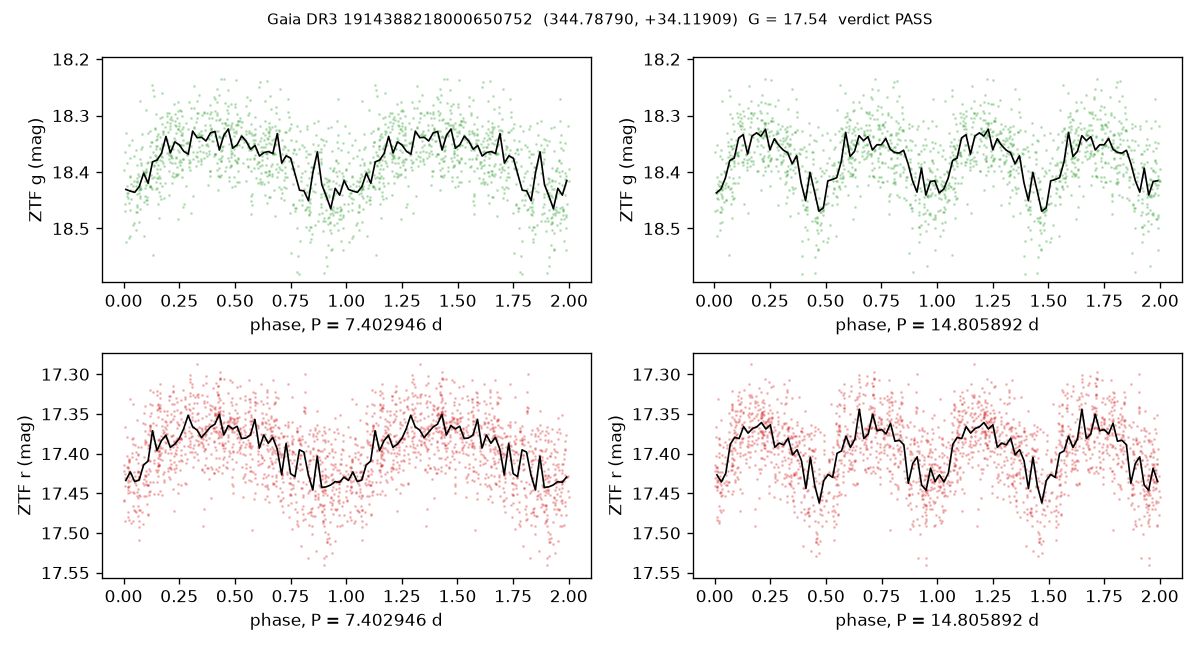 Gaia DR3 1914388218000650752  (344.78790, +34.11909)  G = 17.54  verdict PASS
18.2
18.3
18.4
18.5
ZTF g (mag)
0.00 0.25 0.50 0.75 1.00 1.25 1.50 1.75 2.00
phase, P = 7.402946 d
18.2
18.3
18.4
18.5
ZTF g (mag)
0.00 0.25 0.50 0.75 1.00 1.25 1.50 1.75 2.00
phase, P = 14.805892 d
17.30
17.35
17.40
17.45
17.50
17.55
ZTF r (mag)
0.00 0.25 0.50 0.75 1.00 1.25 1.50 1.75 2.00
phase, P = 7.402946 d
17.30
17.35
17.40
17.45
17.50
17.55
ZTF r (mag)
0.00 0.25 0.50 0.75 1.00 1.25 1.50 1.75 2.00
phase, P = 14.805892 d